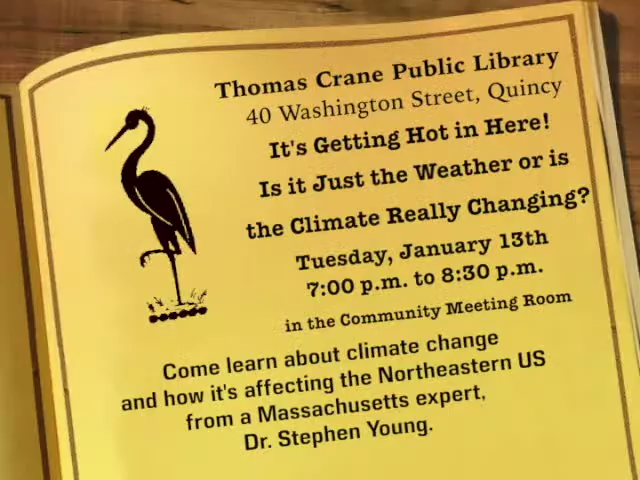 Thomas Crane Public Library
40 Washington Street, Quincy
It's Getting Hot in Here!
Is it Just the Weather or is
the Climate Really Changing?
Tuesday, January 13th
7:00 p.m. to 8:30 p.m.
in the Community Meeting Room
Come learn about climate change
and how it's affecting the Northeastern US
from a Massachusetts expert,
Dr. Stephen Young.